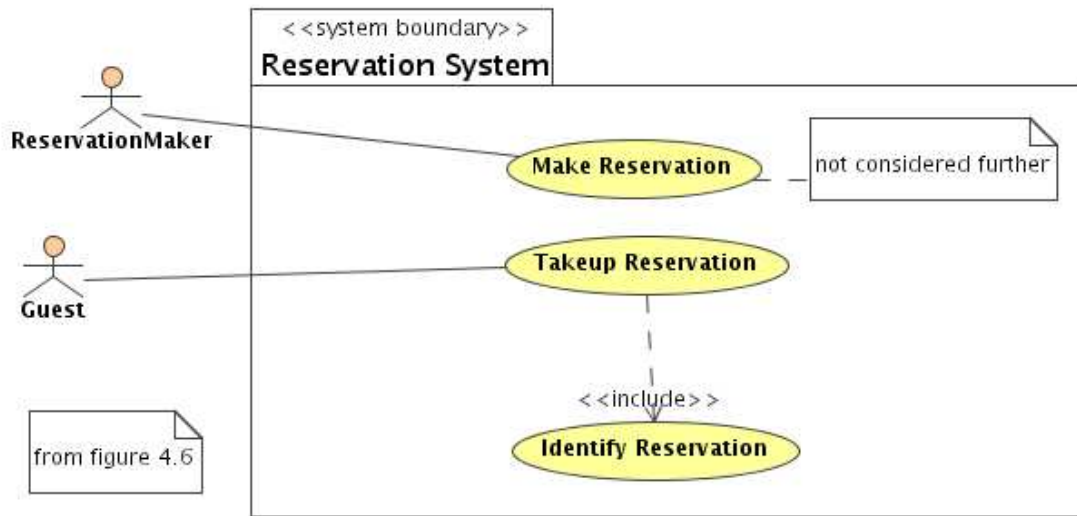 <<system boundary>>
Reservation System
ReservationMaker
Make Reservation
not considered further
Takeup Reservation
Guest
<<include>>
Identify Reservation
from figure 4.6